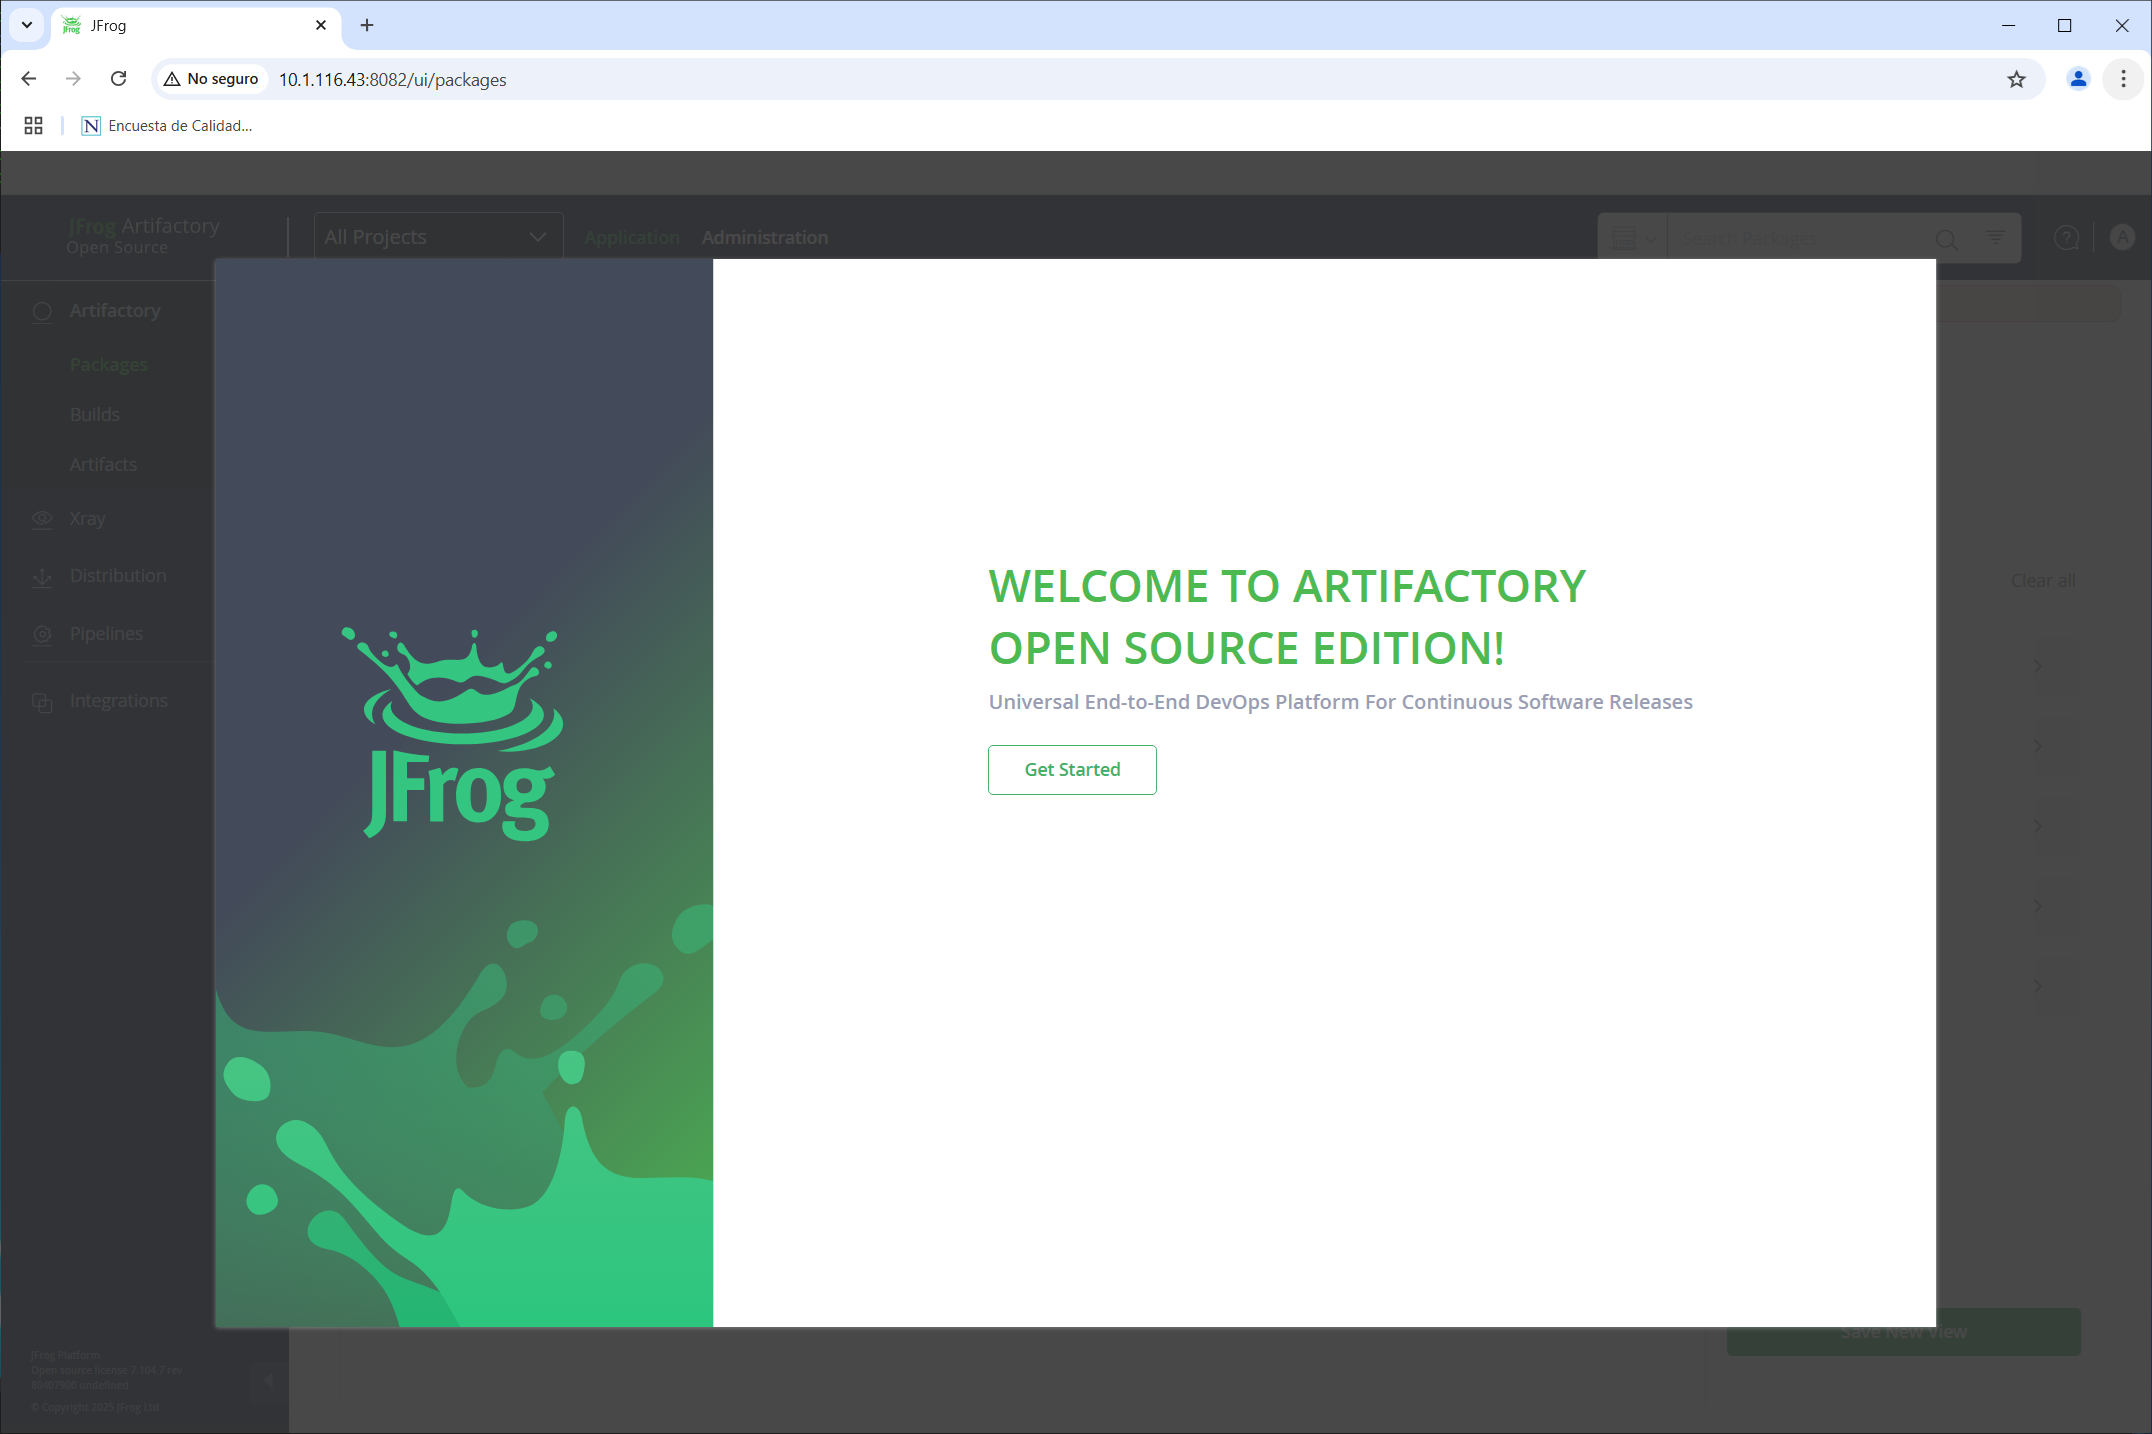 JFrog
No seguro
10.1.116.43:8082/ui/packages
Encuesta de Calidad...
JFrog Artifactory
Open Source
All Projects
Application
Administration
Search Packages
A
Artifactory
Packages
Builds
Artifacts
Xray
Distribution
Pipelines
Integrations
Clear all
JFrog
WELCOME TO ARTIFACTORY
OPEN SOURCE EDITION!
Universal End-to-End DevOps Platform For Continuous Software Releases
Get Started
Save New View
JFrog Platform
Open source license 7.104.7 rev
80407900 undefined
© Copyright 2025 JFrog Ltd